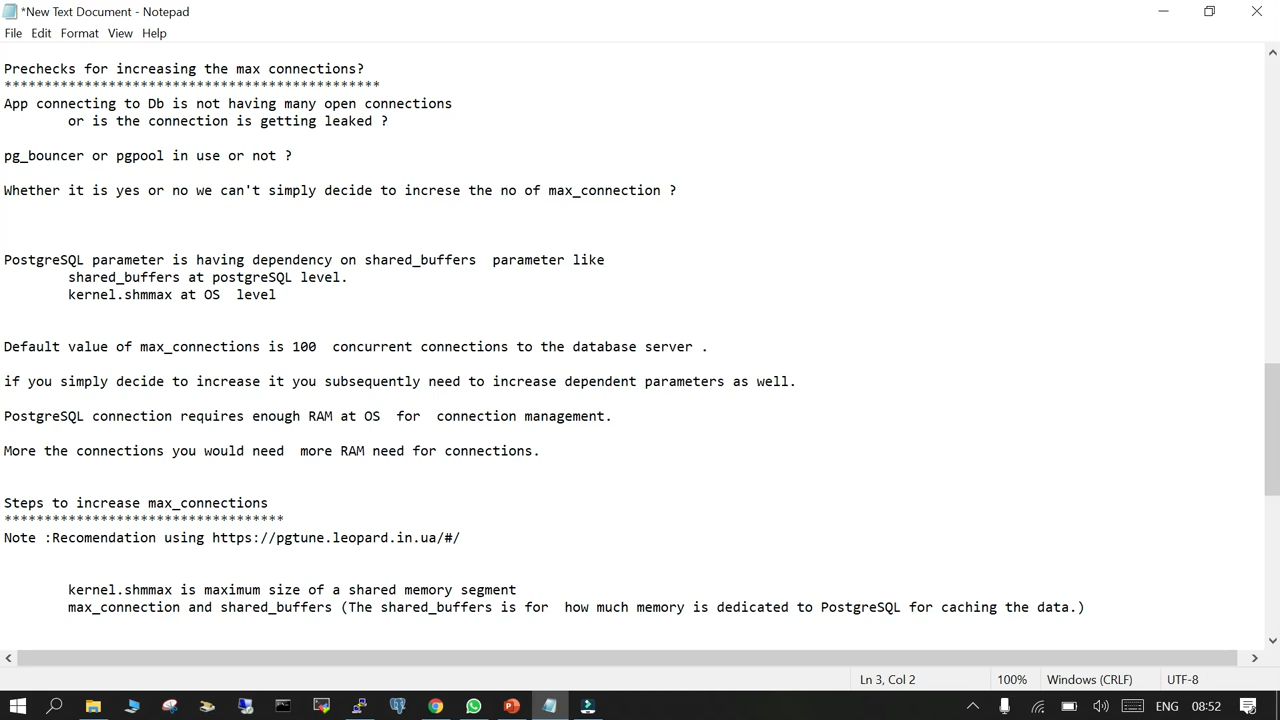 *New Text Document - Notepad
File Edit Format View Help
Prechecks for increasing the max connections?
***********************************************
App connecting to Db is not having many open connections
or is the connection is getting leaked ?
pg_bouncer or pgpool in use or not ?
Whether it is yes or no we can't simply decide to increse the no of max_connection ?
PostgreSQL parameter is having dependency on shared_buffers  parameter like
shared_buffers at postgreSQL level.
kernel.shmmax at OS  level
Default value of max_connections is 100  concurrent connections to the database server .
if you simply decide to increase it you subsequently need to increase dependent parameters as well.
PostgreSQL connection requires enough RAM at OS  for  connection management.
More the connections you would need  more RAM need for connections.
Steps to increase max_connections
***********************************
Note :Recomendation using https://pgtune.leopard.in.ua/#/
kernel.shmmax is maximum size of a shared memory segment
max_connection and shared_buffers (The shared_buffers is for  how much memory is dedicated to PostgreSQL for caching the data.)
Ln 3, Col 2 100% Windows (CRLF) UTF-8
ENG 08:52